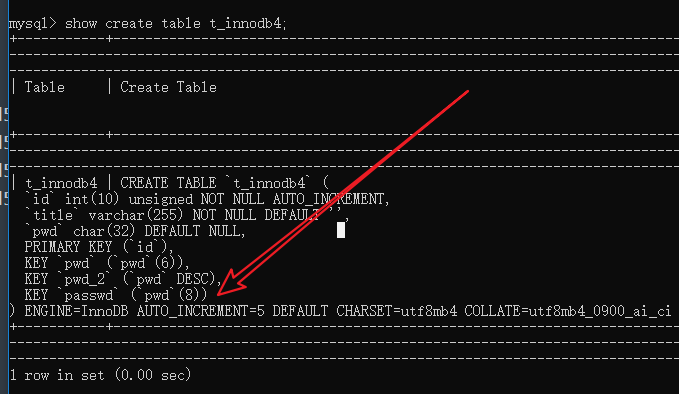 mysql> show create table t_innodb4;
| Table | Create Table
| t_innodb4 | CREATE TABLE `t_innodb4` (
`id` int(10) unsigned NOT NULL AUTO_INCREMENT,
`title` varchar(255) NOT NULL DEFAULT '',
`pwd` char(32) DEFAULT NULL,
PRIMARY KEY (`id`),
KEY `pwd` (`pwd`(6)),
KEY `pwd_2` (`pwd` DESC),
KEY `passwd` (`pwd`(8))
) ENGINE=InnoDB AUTO_INCREMENT=5 DEFAULT CHARSET=utf8mb4 COLLATE=utf8mb4_0900_ai_ci
1 row in set (0.00 sec)